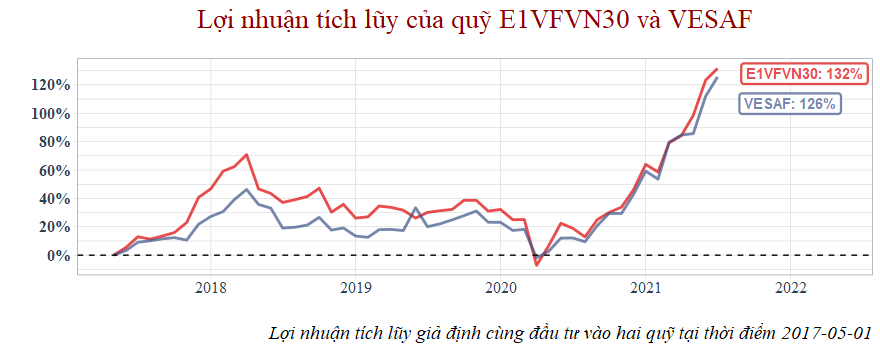 Lợi nhuận tích lũy của quỹ E1VFVN30 và VESAF
120%
100%
80%
60%
40%
20%
0%
E1VFVN30: 132%
VESAF: 126%
2018 2019 2020 2021 2022
Lợi nhuận tích lũy giả định cùng đầu tư vào hai quỹ tại thời điểm 2017-05-01